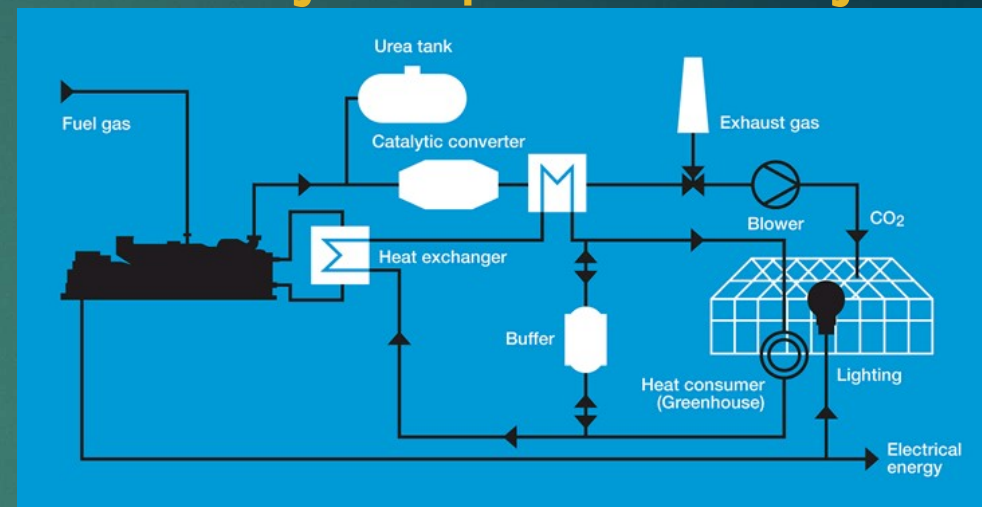 Urea tank
Fuel gas
Catalytic converter
Exhaust gas
Blower
CO₂
Heat exchanger
Buffer
Heat consumer
(Greenhouse)
Lighting
Electrical
energy